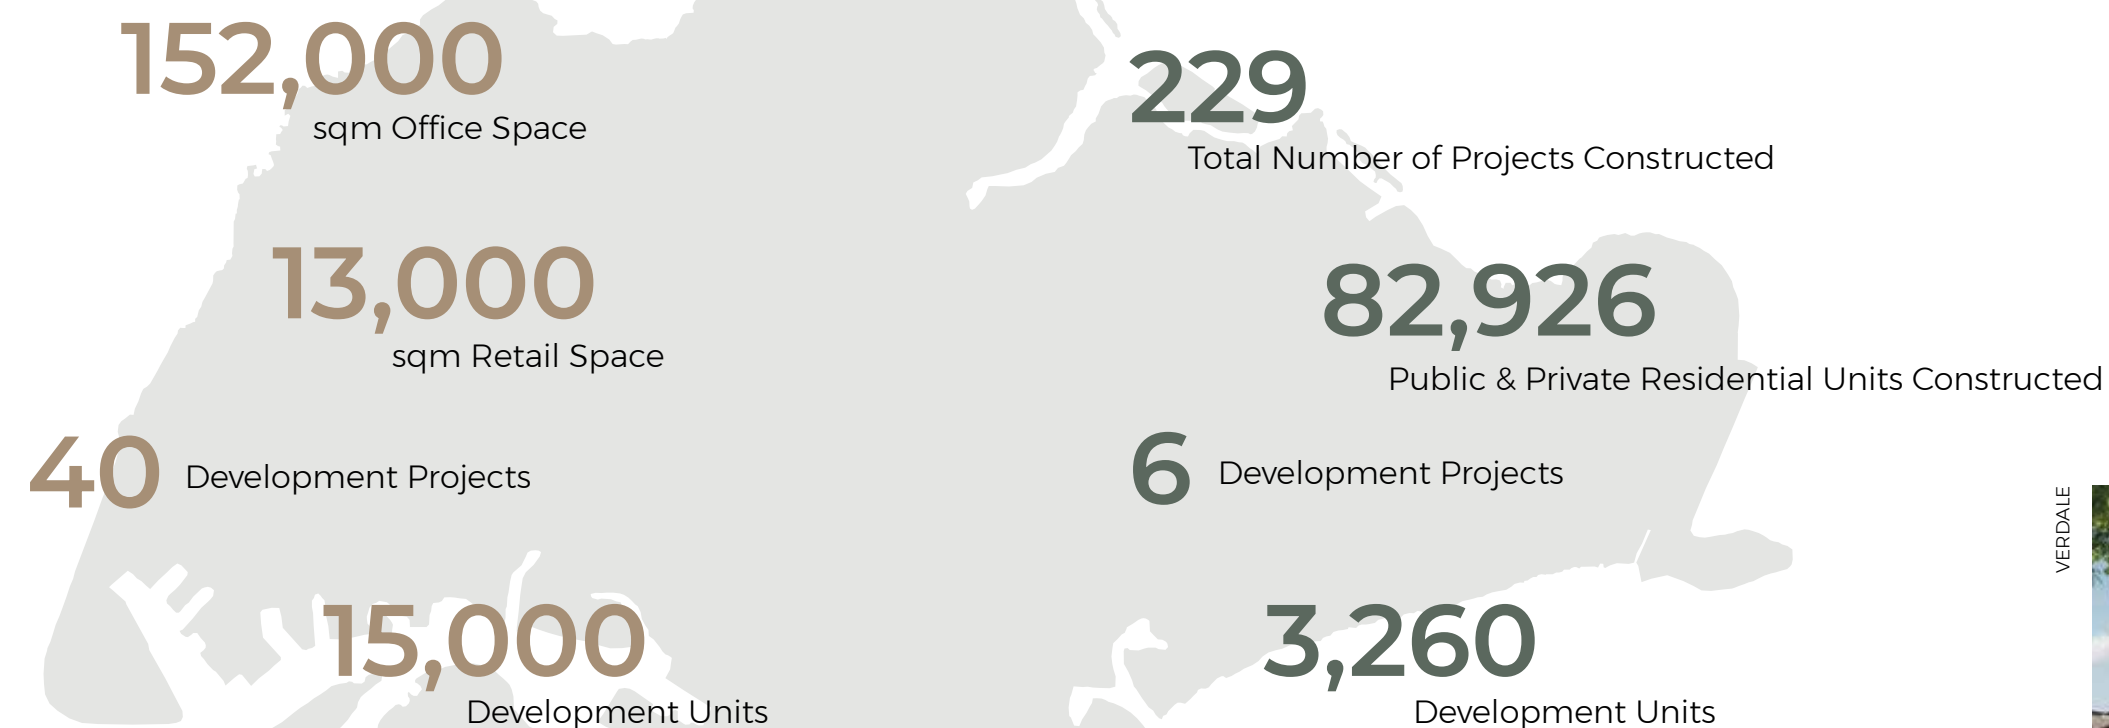 152,000
sqm Office Space
13,000
sqm Retail Space
40 Development Projects
15,000
Development Units
229
Total Number of Projects Constructed
82,926
Public & Private Residential Units Constructed
6 Development Projects
3,260
Development Units
VERDALE